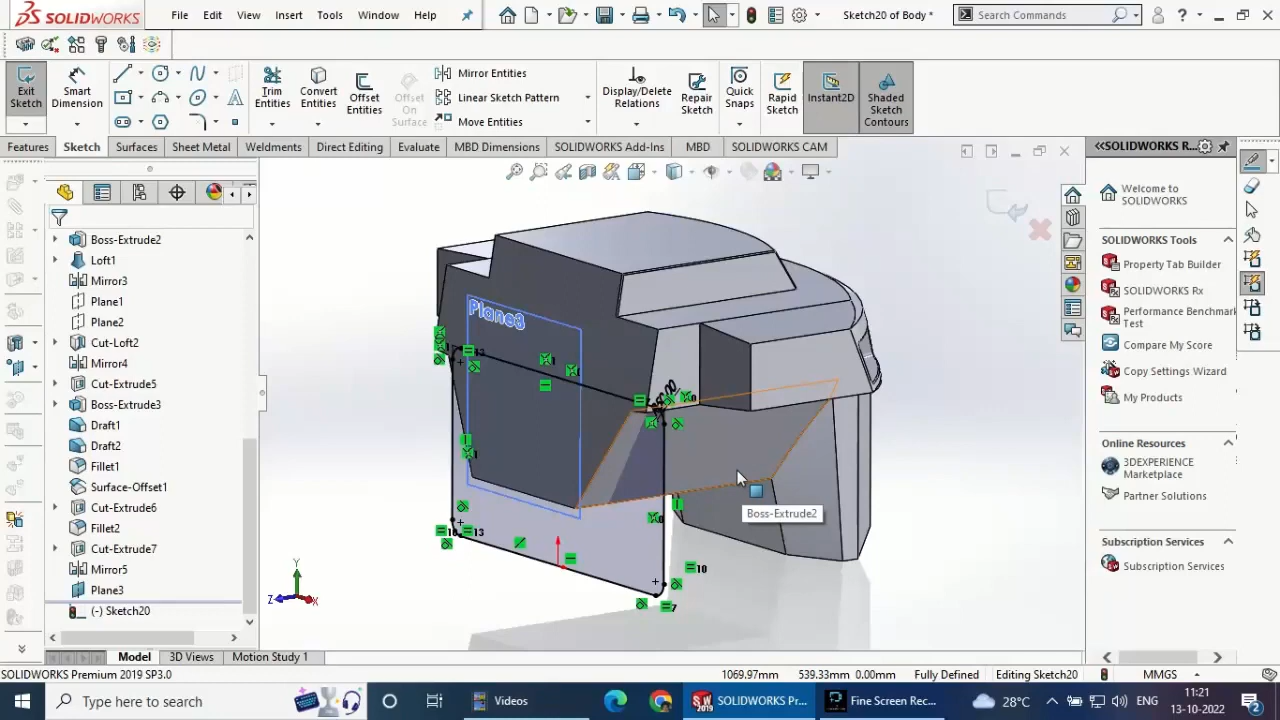 SOLIDWORKS
File Edit View Insert Tools Window Help
Sketch20 of Body *
Search Commands
Exit Sketch
Smart Dimension
Trim Entities
Convert Entities
Offset Entities
Offset On Surface
Mirror Entities
Linear Sketch Pattern
Move Entities
Display/Delete Relations
Repair Sketch
Quick Snaps
Rapid Sketch
Instant2D
Shaded Sketch Contours
Features Sketch Surfaces Sheet Metal Weldments Direct Editing Evaluate MBD Dimensions SOLIDWORKS Add-Ins MBD SOLIDWORKS CAM
Boss-Extrude2
Loft1
Mirror3
Plane1
Plane2
Cut-Loft2
Mirror4
Cut-Extrude5
Boss-Extrude3
Draft1
Draft2
Fillet1
Surface-Offset1
Cut-Extrude6
Fillet2
Cut-Extrude7
Mirror5
Plane3
(-) Sketch20
Plane3
Boss-Extrude2
Y
Z
X
13
13
10
7
SOLIDWORKS R...
Welcome to SOLIDWORKS
SOLIDWORKS Tools
Property Tab Builder
SOLIDWORKS Rx
Performance Benchmark Test
Compare My Score
Copy Settings Wizard
My Products
Online Resources
3DEXPERIENCE Marketplace
Partner Solutions
Subscription Services
Subscription Services
Model 3D Views Motion Study 1
SOLIDWORKS Premium 2019 SP3.0
1069.97mm 539.33mm 0.00mm Fully Defined Editing Sketch20 MMGS
Type here to search
Videos
SOLIDWORKS Pr...
Fine Screen Rec...
28°C
ENG
11:21
13-10-2022
2